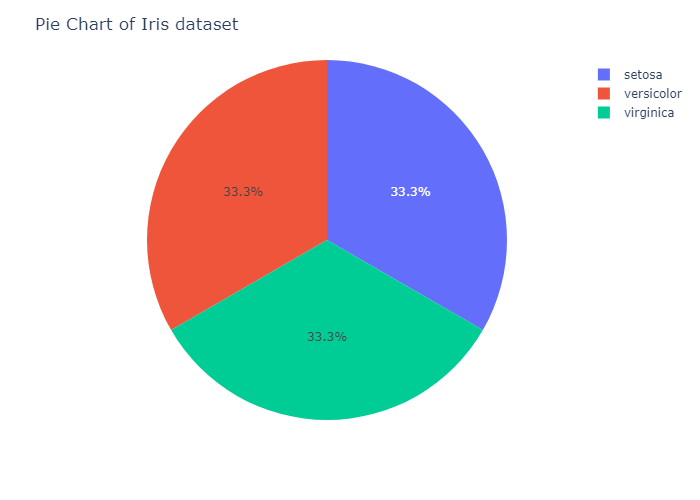 Pie Chart of Iris dataset
setosa
versicolor
virginica
33.3%
33.3%
33.3%